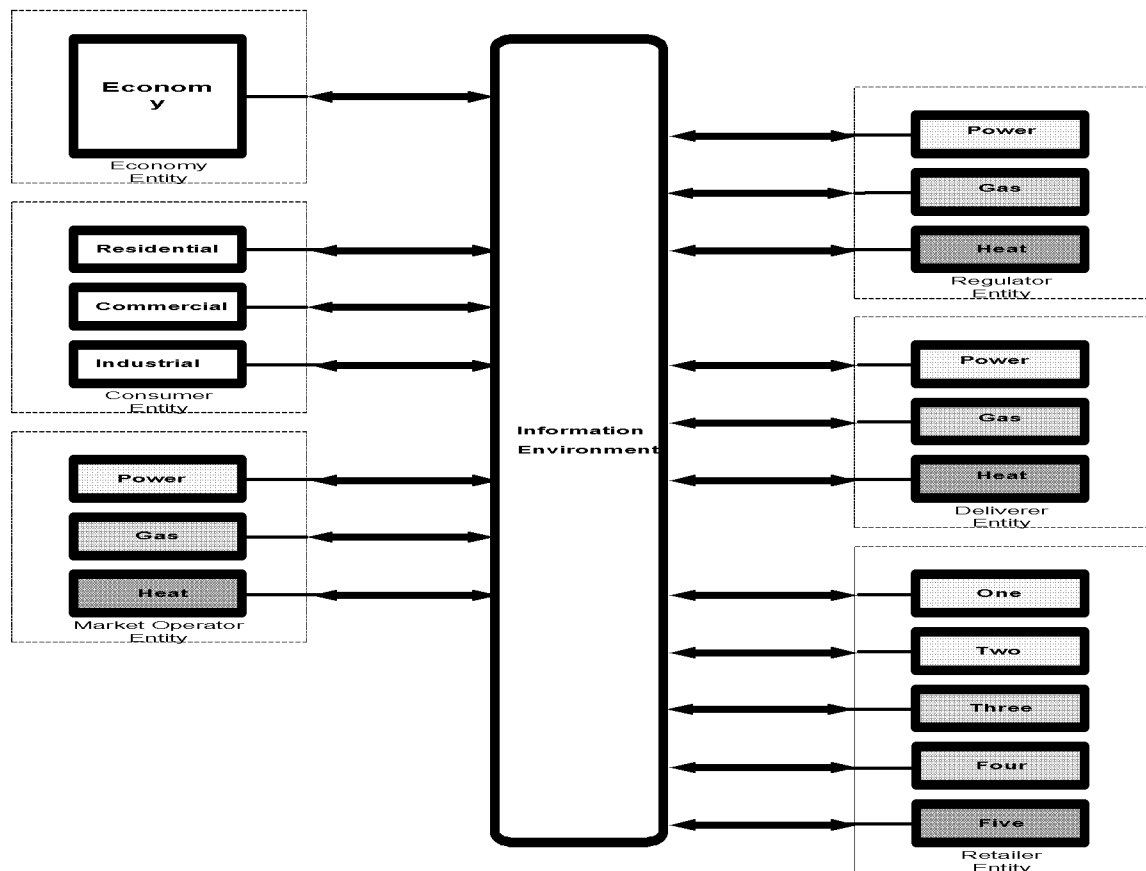 Econom
y
Economy
Entity
Residential
Commercial
Industrial
Consumer
Entity
Power
Gas
Heat
Market Operator
Entity
Information
Environment
Power
Gas
Heat
Regulator
Entity
Power
Gas
Heat
Deliverer
Entity
One
Two
Three
Four
Five
Retailer
Entity